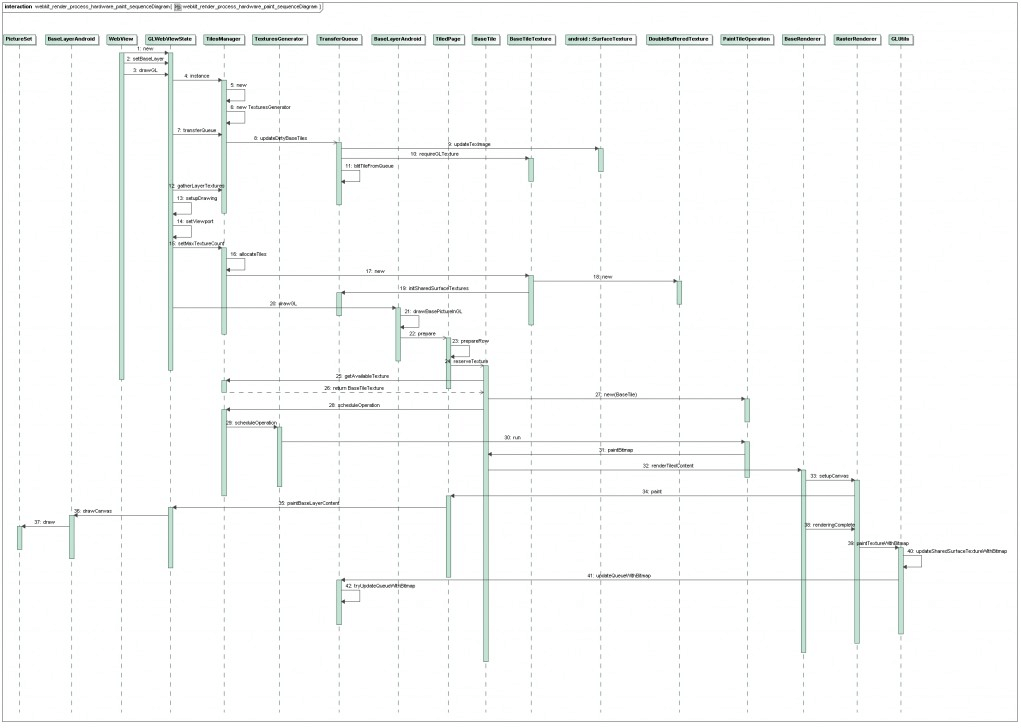 interaction webkit_render_process_hardware_paint_sequenceDiagram[ webkit_render_process_hardware_paint_sequenceDiagram ]
PictureSet
BaseLayerAndroid
WebView
GLWebViewState
TilesManager
TexturesGenerator
TransferQueue
BaseLayerAndroid
TiledPage
BaseTile
BaseTileTexture
android::SurfaceTexture
DoubleBufferedTexture
PaintTileOperation
BaseRenderer
RasterRenderer
GLUtils
1: new
2: setBaseLayer
3: drawGL
4: instance
5: new
6: new TexturesGenerator
7: transferQueue
8: updateDirtyBaseTiles
9: updateTexImage
10: requireGLTexture
11: blitTileFromQueue
12: gatherLayerTextures
13: setupDrawing
14: setViewport
15: setMaxTextureCount
16: allocateTiles
17: new
18: new
19: initSharedSurfaceTextures
20: drawGL
21: drawBasePictureInGL
22: prepare
23: prepareRow
24: reserveTexture
25: getAvailableTexture
26: return BaseTileTexture
27: new(BaseTile)
28: scheduleOperation
29: scheduleOperation
30: run
31: paintBitmap
32: renderTilesContent
33: setupCanvas
34: paint
35: paintBaseLayerContent
36: drawCanvas
37: draw
38: renderingComplete
39: paintTextureWithBitmap
40: updateSharedSurfaceTextureWithBitmap
41: updateQueueWithBitmap
42: tryUpdateQueueWithBitmap